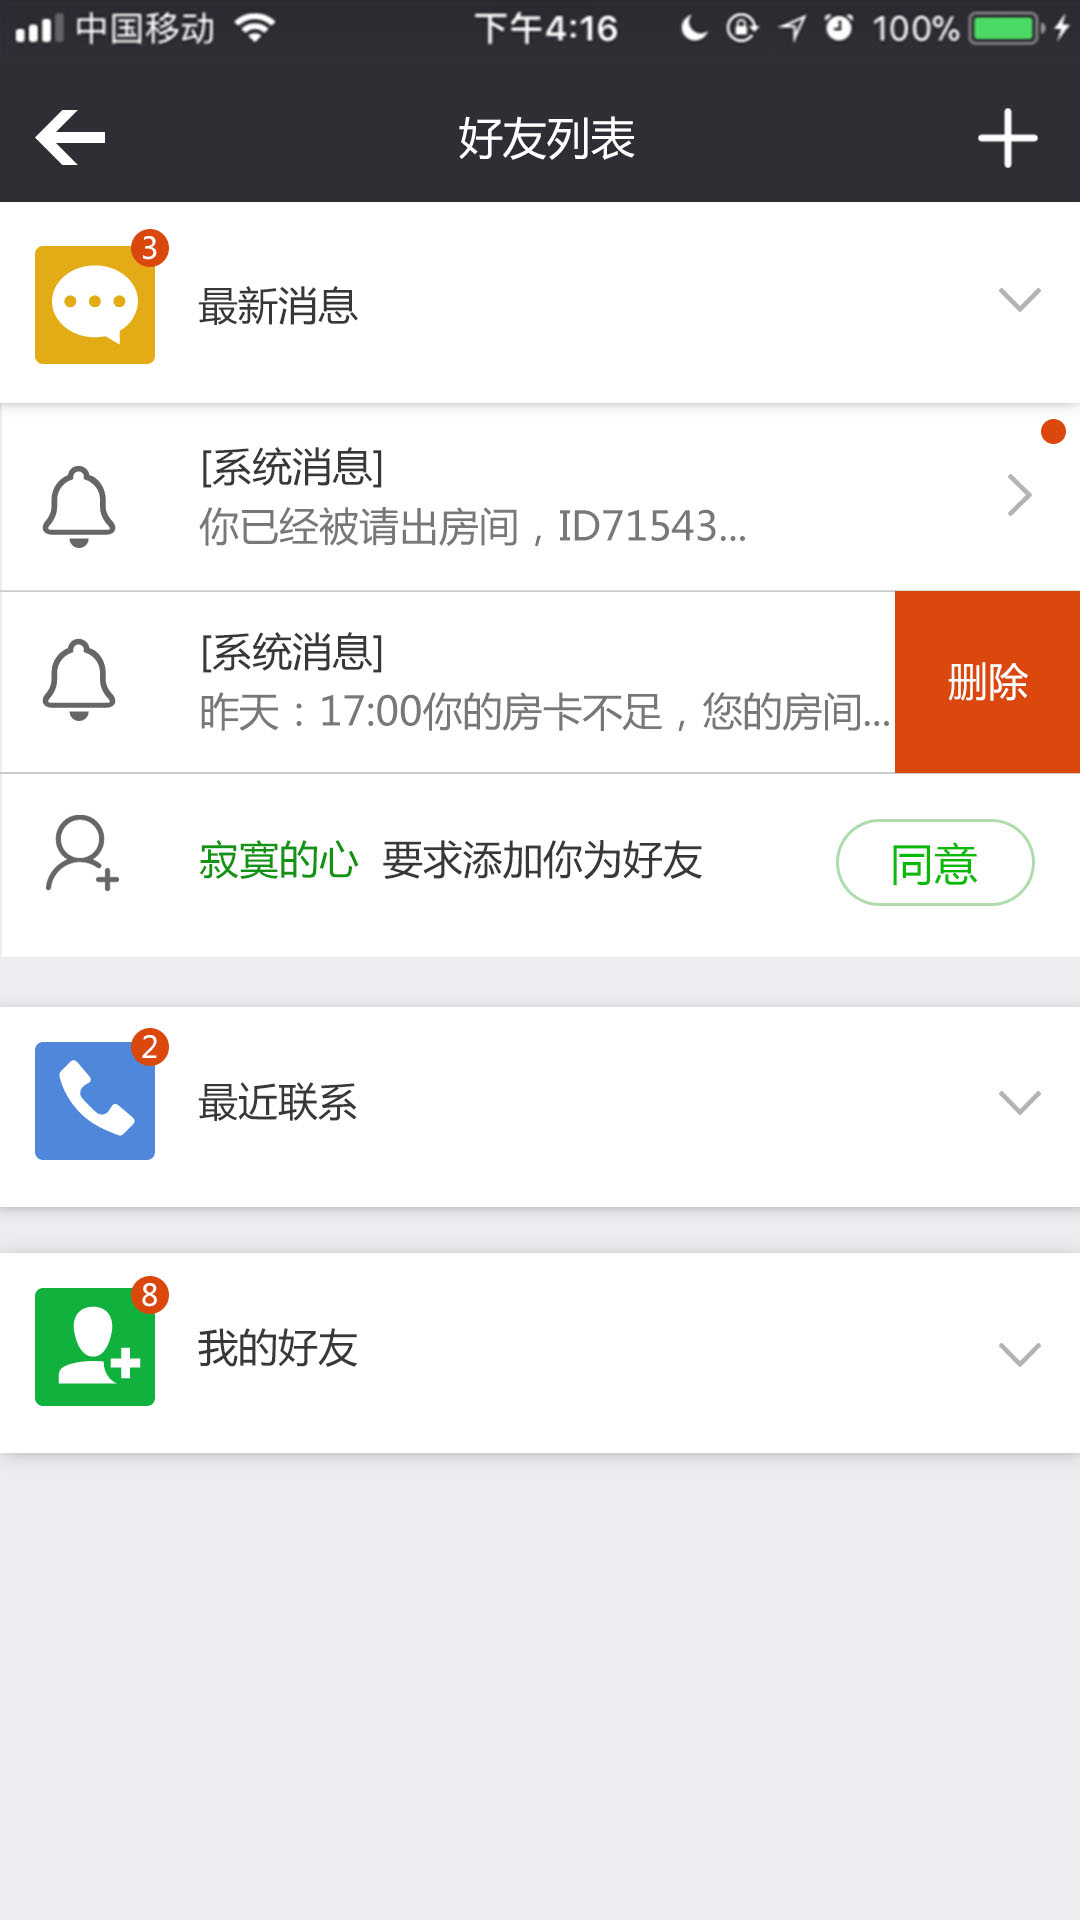 中国移动 下午4:16 100%
好友列表
3
最新消息
[系统消息]
你已经被请出房间，ID71543...
[系统消息]
昨天：17:00你的房卡不足，您的房间...
删除
寂寞的心 要求添加你为好友
同意
2
最近联系
8
我的好友